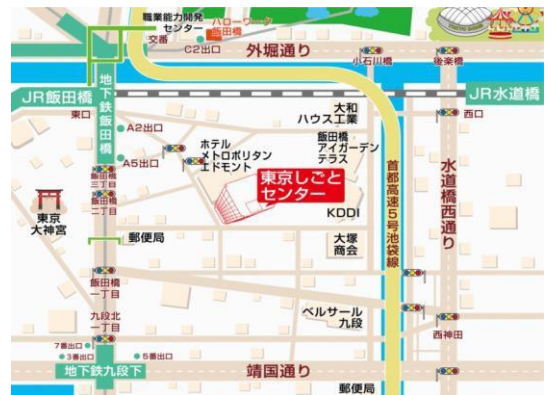 職業能力開発
センター
ハローワーク
飯田橋
交番
C2出口
外堀通り
小石川橋
後楽橋
地下鉄飯田橋
JR飯田橋
JR水道橋
東口
西口
A2出口
大和
ハウス工業
ホテル
メトロポリタン
エドモント
飯田橋
アイガーデン
テラス
A5出口
飯田橋
三丁目
東京しごと
センター
首都高速5号池袋線
水道橋西通り
飯田橋
二丁目
東京
大神宮
KDDI
郵便局
大塚
商会
飯田橋
一丁目
ベルサール
九段
九段北
一丁目
西神田
7番出口
3番出口
5番出口
地下鉄九段下
靖国通り
郵便局